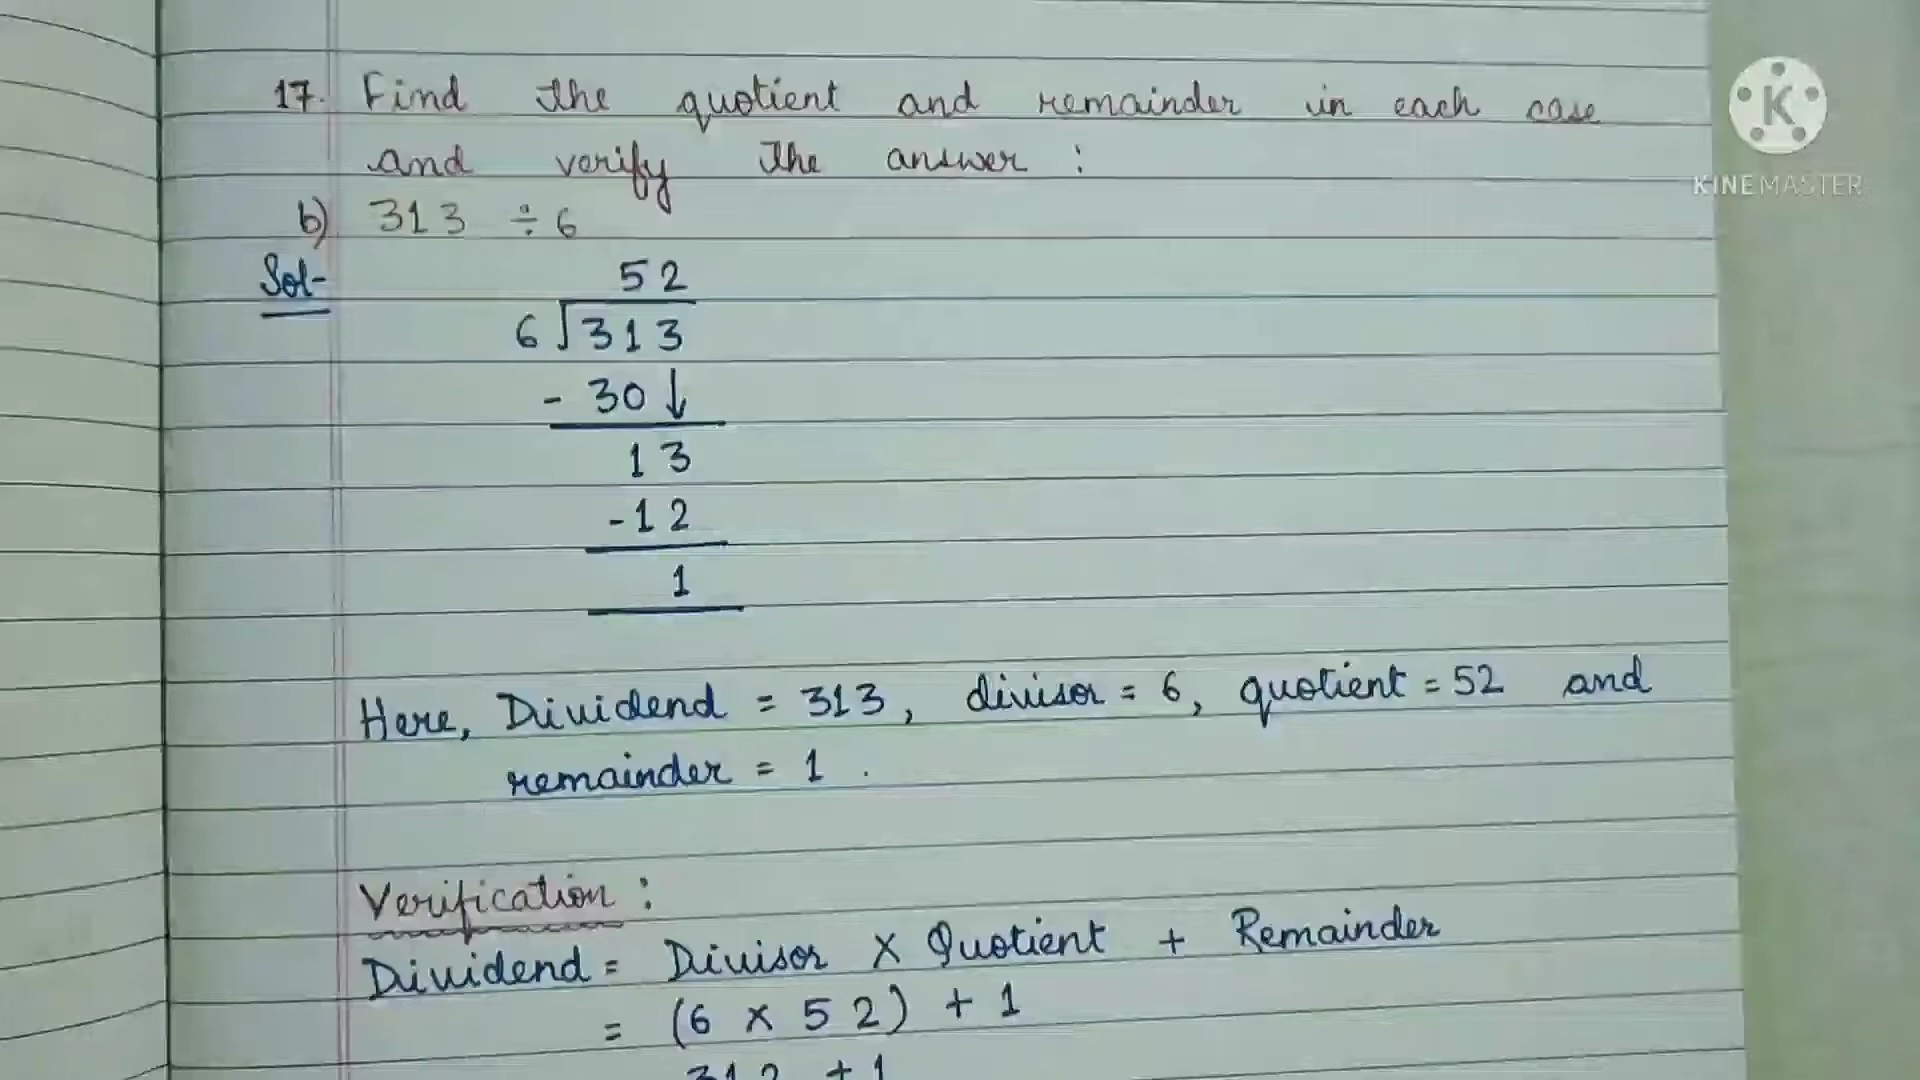 17. Find the quotient and remainder in each case
and verify the answer :
b) 313 ÷ 6
Sol-
52
6 313
- 30 ↓
13
-12
1
Here, Dividend = 313, divisor = 6, quotient = 52 and
remainder = 1 .
Verification :
Dividend = Divisor X Quotient + Remainder
= (6 x 52) + 1
312 + 1
K
KINEMASTER